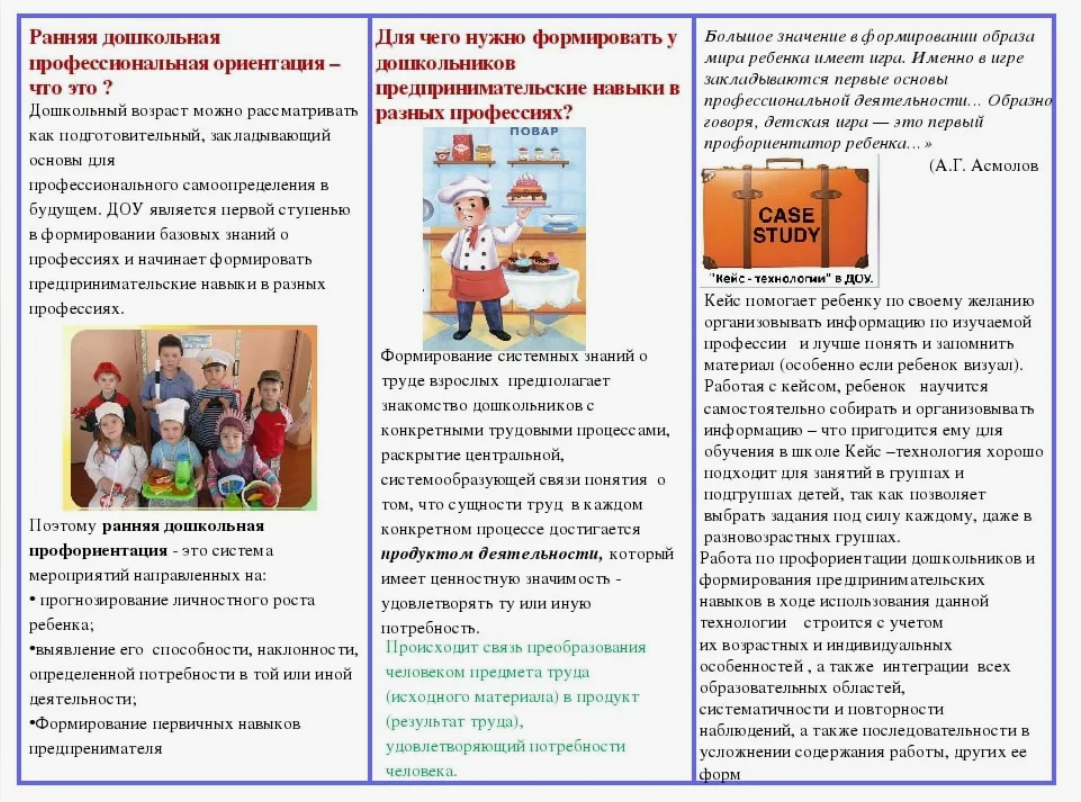 Ранняя дошкольная
профессиональная ориентация –
что это ?
Дошкольный возраст можно рассматривать
как подготовительный, закладывающий
основы для
профессионального самоопределения в
будущем. ДОУ является первой ступенью
в формировании базовых знаний о
профессиях и начинает формировать
предпринимательские навыки в разных
профессиях.
Поэтому ранняя дошкольная
профориентация - это система
мероприятий направленных на:
• прогнозирование личностного роста
ребенка;
•выявление его способности, наклонности,
определенной потребности в той или иной
деятельности;
•Формирование первичных навыков
предпренимателя
Для чего нужно формировать у
дошкольников
предпринимательские навыки в
разных профессиях?
ПОВАР
Формирование системных знаний о
труде взрослых предполагает
знакомство дошкольников с
конкретными трудовыми процессами,
раскрытие центральной,
системообразующей связи понятия о
том, что сущности труд в каждом
конкретном процессе достигается
продуктом деятельности, который
имеет ценностную значимость -
удовлетворять ту или иную
потребность.
Происходит связь преобразования
человеком предмета труда
(исходного материала) в продукт
(результат труда),
удовлетворяющий потребности
человека.
Большое значение в формировании образа
мира ребенка имеет игра. Именно в игре
закладываются первые основы
профессиональной деятельности... Образно
говоря, детская игра — это первый
профориентатор ребенка...»
(А.Г. Асмолов
CASE
STUDY
"Кейс - технологии" в ДОУ.
Кейс помогает ребенку по своему желанию
организовывать информацию по изучаемой
профессии и лучше понять и запомнить
материал (особенно если ребенок визуал).
Работая с кейсом, ребенок научится
самостоятельно собирать и организовывать
информацию – что пригодится ему для
обучения в школе Кейс –технология хорошо
подходит для занятий в группах и
подгруппах детей, так как позволяет
выбрать задания под силу каждому, даже в
разновозрастных группах.
Работа по профориентации дошкольников и
формирования предпринимательских
навыков в ходе использования данной
технологии строится с учетом
их возрастных и индивидуальных
особенностей , а также интеграции всех
образовательных областей,
систематичности и повторности
наблюдений, а также последовательности в
усложнении содержания работы, других ее
форм